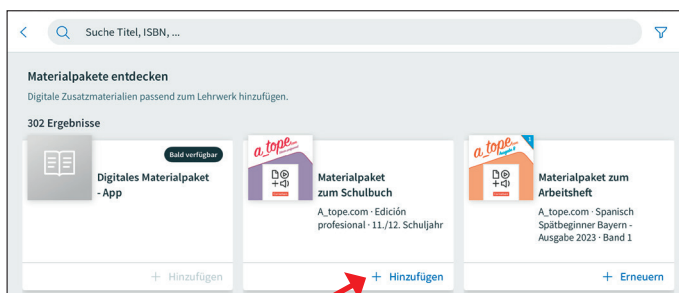 Suche Titel, ISBN, ...
Materialpakete entdecken
Digitale Zusatzmaterialien passend zum Lehrwerk hinzufügen.
302 Ergebnisse
Bald verfügbar
Digitales Materialpaket
- App
+ Hinzufügen
a_tope.com
Materialpaket
zum Schulbuch
A_tope.com · Edición
profesional · 11./12. Schuljahr
+ Hinzufügen
a_tope.com
Ausgabe B
1
Materialpaket zum
Arbeitsheft
A_tope.com · Spanisch
Spätbeginner Bayern -
Ausgabe 2023 · Band 1
+ Erneuern